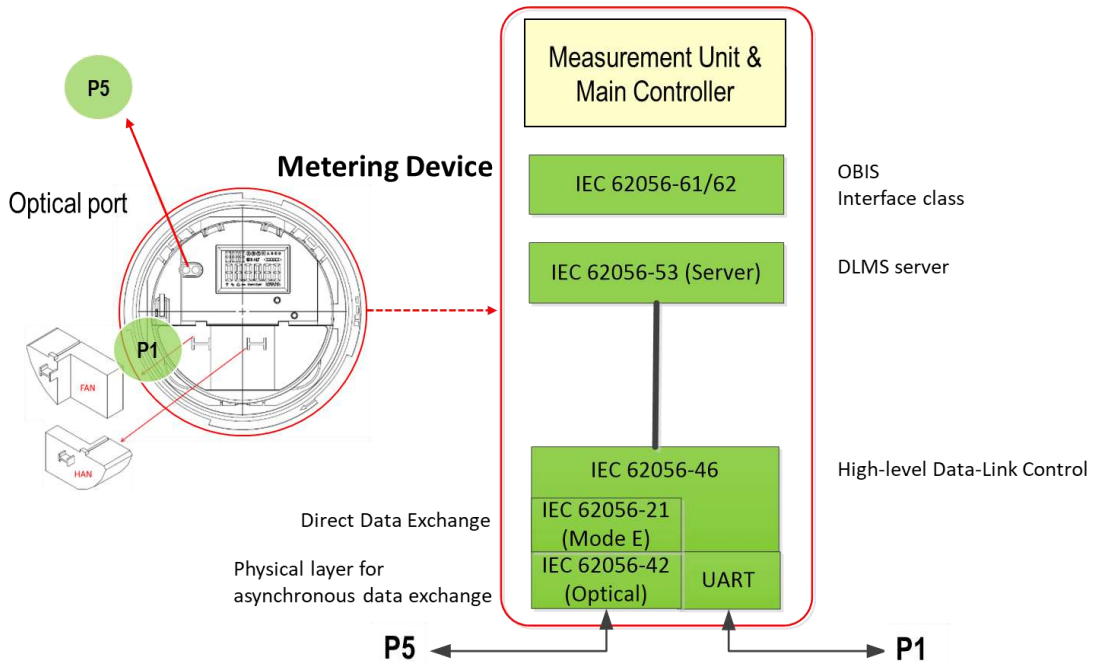 Measurement Unit &
Main Controller
P5
Metering Device
Optical port
IEC 62056-61/62
OBIS
Interface class
IEC 62056-53 (Server)
DLMS server
P1
FAN
HAN
IEC 62056-46
High-level Data-Link Control
Direct Data Exchange
IEC 62056-21
(Mode E)
Physical layer for
asynchronous data exchange
IEC 62056-42
(Optical)
UART
P5
P1